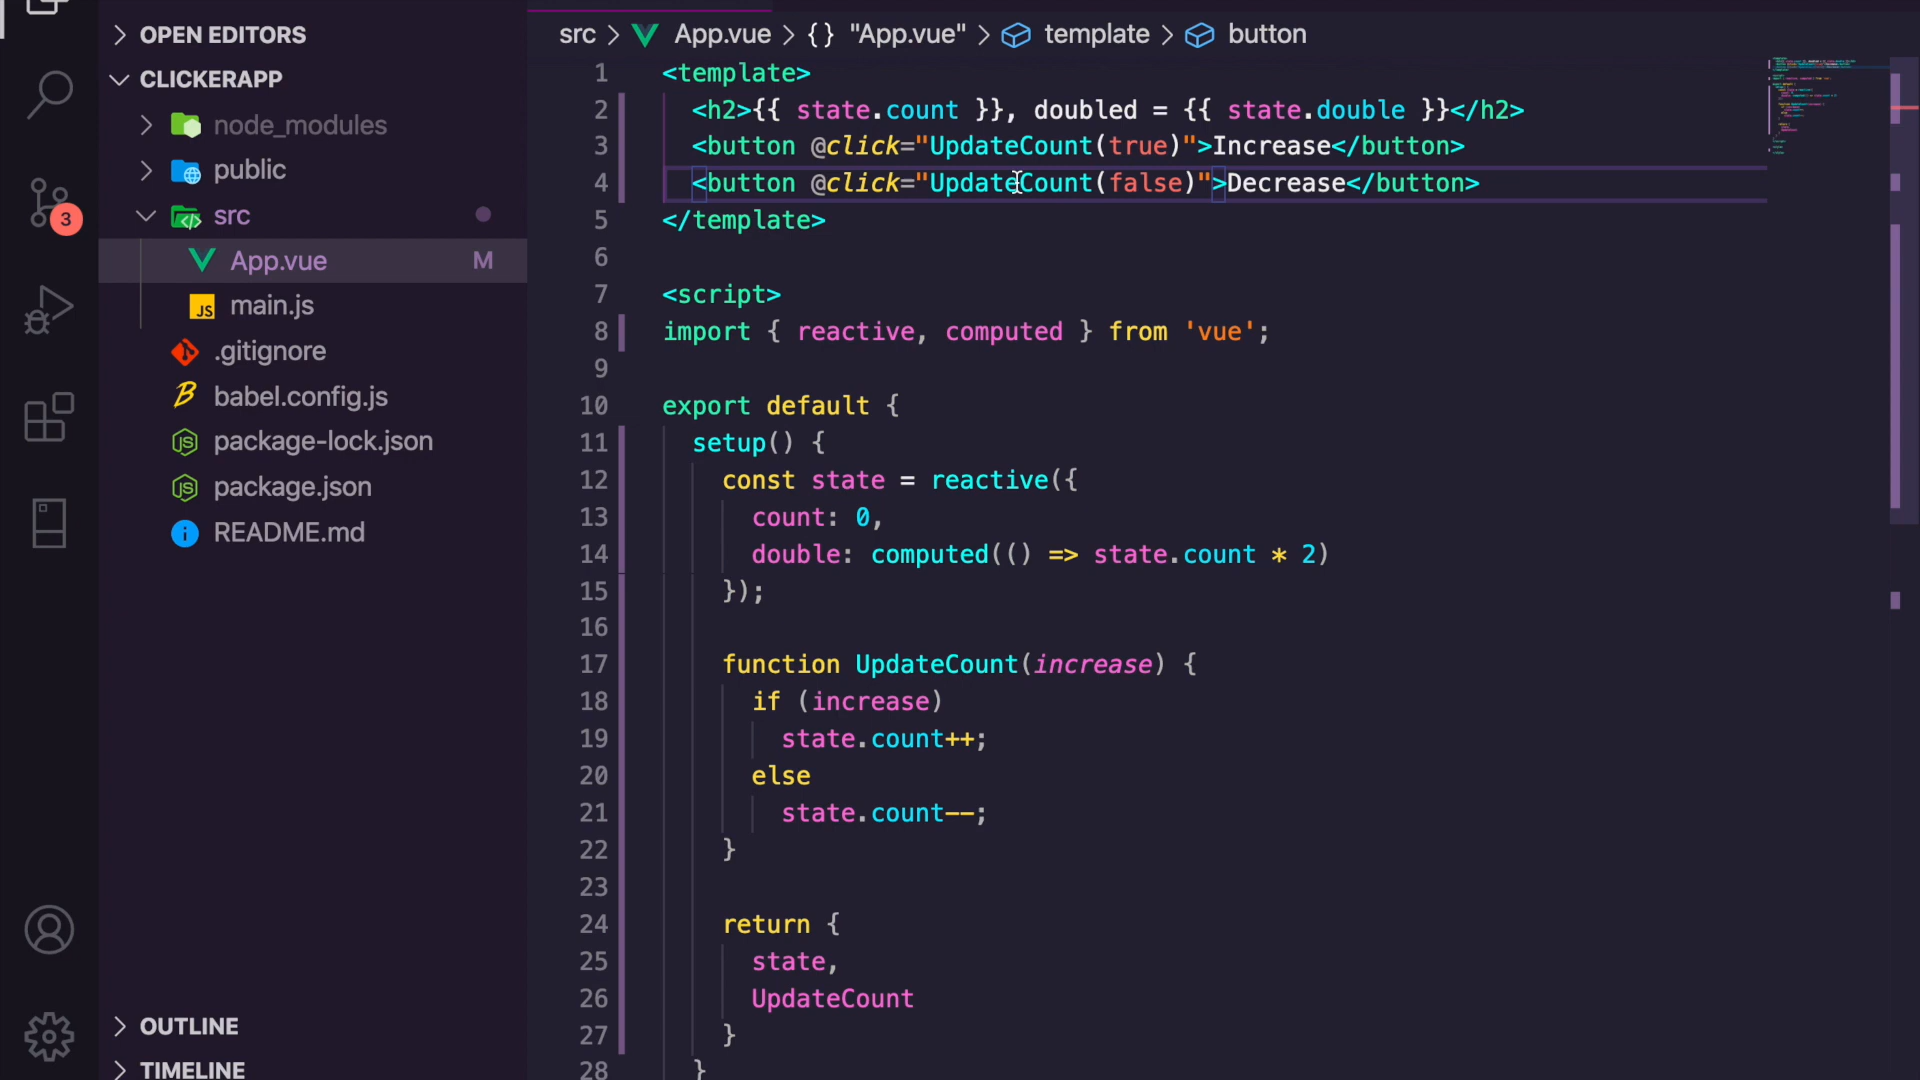 OPEN EDITORS
CLICKERAPP
node_modules
public
src
App.vue M
main.js
.gitignore
babel.config.js
package-lock.json
package.json
README.md
OUTLINE
TIMELINE
3
JS
src > App.vue > {} "App.vue" > template > button
1 <template>
2 <h2>{{ state.count }}, doubled = {{ state.double }}</h2>
3 <button @click="UpdateCount(true)">Increase</button>
4 <button @click="UpdateCount(false)">Decrease</button>
5 </template>
6
7 <script>
8 import { reactive, computed } from 'vue';
9
10 export default {
11 setup() {
12 const state = reactive({
13 count: 0,
14 double: computed(() => state.count * 2)
15 });
16
17 function UpdateCount(increase) {
18 if (increase)
19 state.count++;
20 else
21 state.count--;
22 }
23
24 return {
25 state,
26 UpdateCount
27 }
28 }